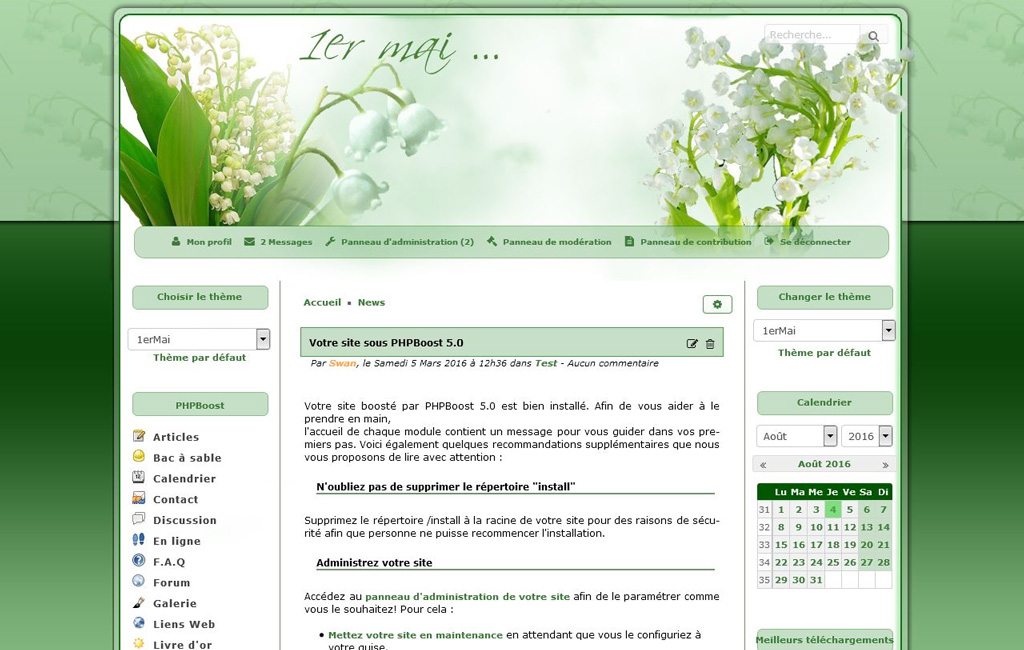 1er mai ...
Recherche...
Mon profil 2 Messages Panneau d'administration (2) Panneau de modération Panneau de contribution Se déconnecter
Choisir le thème
1erMai
Thème par défaut
PHPBoost
Articles
Bac à sable
Calendrier
Contact
Discussion
En ligne
F.A.Q
Forum
Galerie
Liens Web
Livre d'or
Accueil ▪ News
Votre site sous PHPBoost 5.0
Par Swan, le Samedi 5 Mars 2016 à 12h36 dans Test - Aucun commentaire
Votre site boosté par PHPBoost 5.0 est bien installé. Afin de vous aider à le
prendre en main,
l'accueil de chaque module contient un message pour vous guider dans vos pre-
miers pas. Voici également quelques recommandations supplémentaires que nous
vous proposons de lire avec attention :
N'oubliez pas de supprimer le répertoire "install"
Supprimez le répertoire /install à la racine de votre site pour des raisons de sécu-
rité afin que personne ne puisse recommencer l'installation.
Administrez votre site
Accédez au panneau d'administration de votre site afin de le paramétrer comme
vous le souhaitez! Pour cela :
• Mettez votre site en maintenance en attendant que vous le configuriez à
votre guise.
Changer le thème
1erMai
Thème par défaut
Calendrier
Août 2016
« Août 2016 »
Lu Ma Me Je Ve Sa Di
31 1 2 3 4 5 6 7
32 8 9 10 11 12 13 14
33 15 16 17 18 19 20 21
34 22 23 24 25 26 27 28
35 29 30 31
Meilleurs téléchargements